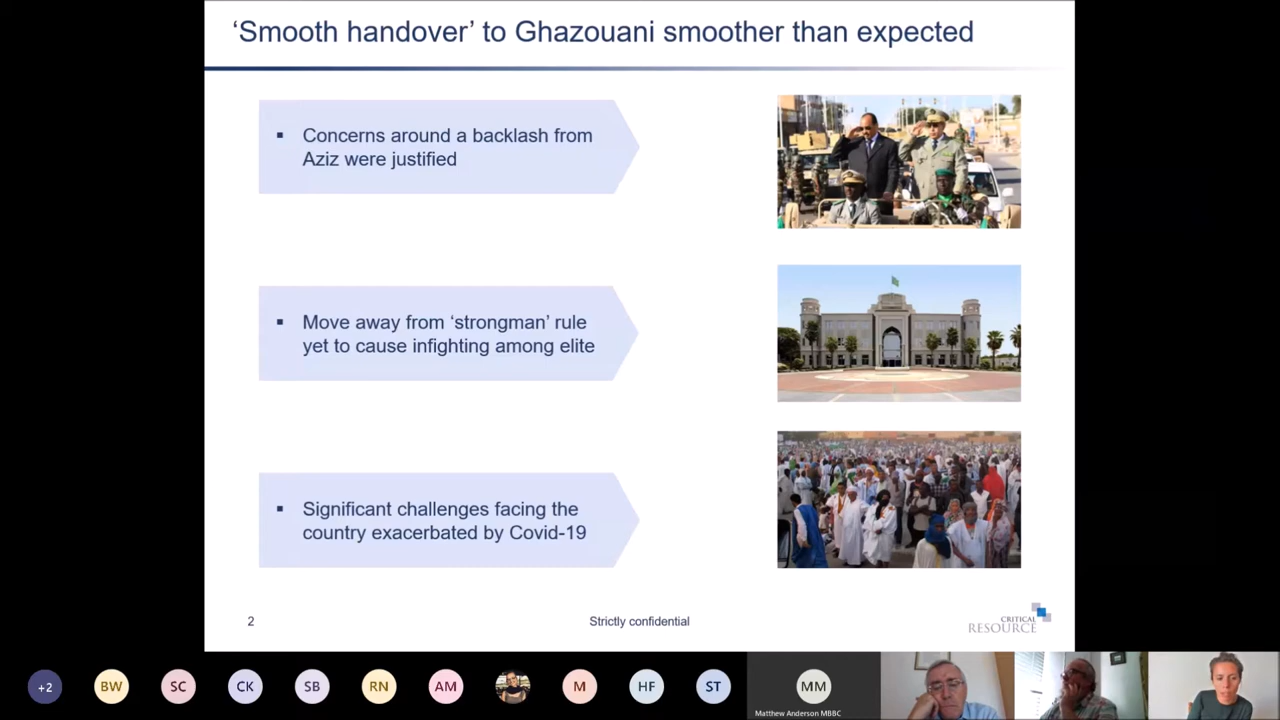 ‘Smooth handover’ to Ghazouani smoother than expected
▪ Concerns around a backlash from
Aziz were justified
▪ Move away from ‘strongman’ rule
yet to cause infighting among elite
▪ Significant challenges facing the
country exacerbated by Covid-19
2
Strictly confidential
CRITICAL
RESOURCE
+2
BW
SC
CK
SB
RN
AM
M
HF
ST
MM
Matthew Anderson MBBC